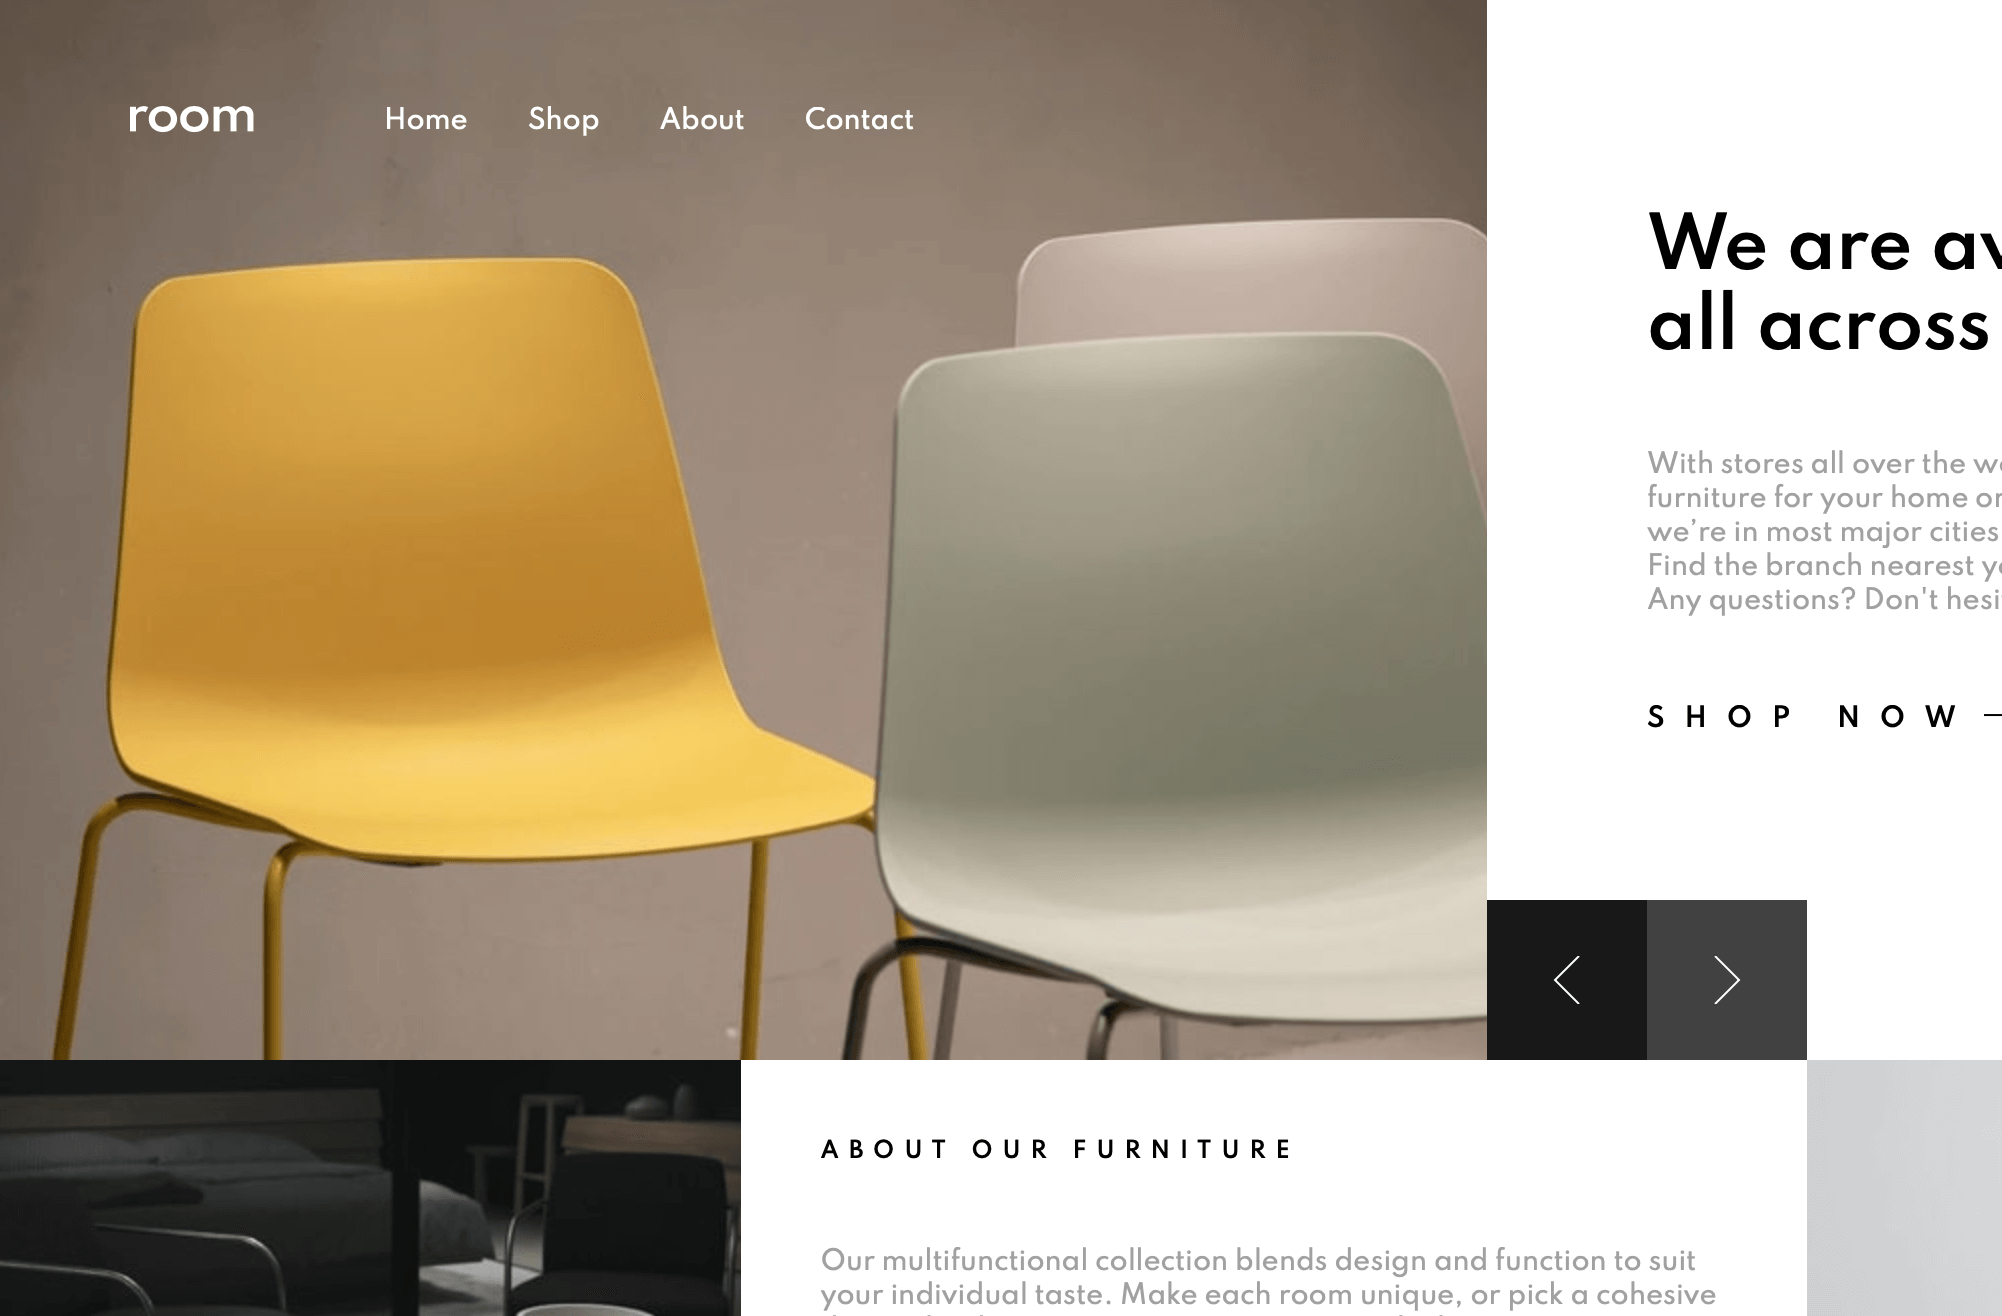 room
Home Shop About Contact
We are av
all across
With stores all over the wo
furniture for your home or
we’re in most major cities
Find the branch nearest yo
Any questions? Don't hesi
SHOP NOW
ABOUT OUR FURNITURE
Our multifunctional collection blends design and function to suit
your individual taste. Make each room unique, or pick a cohesive